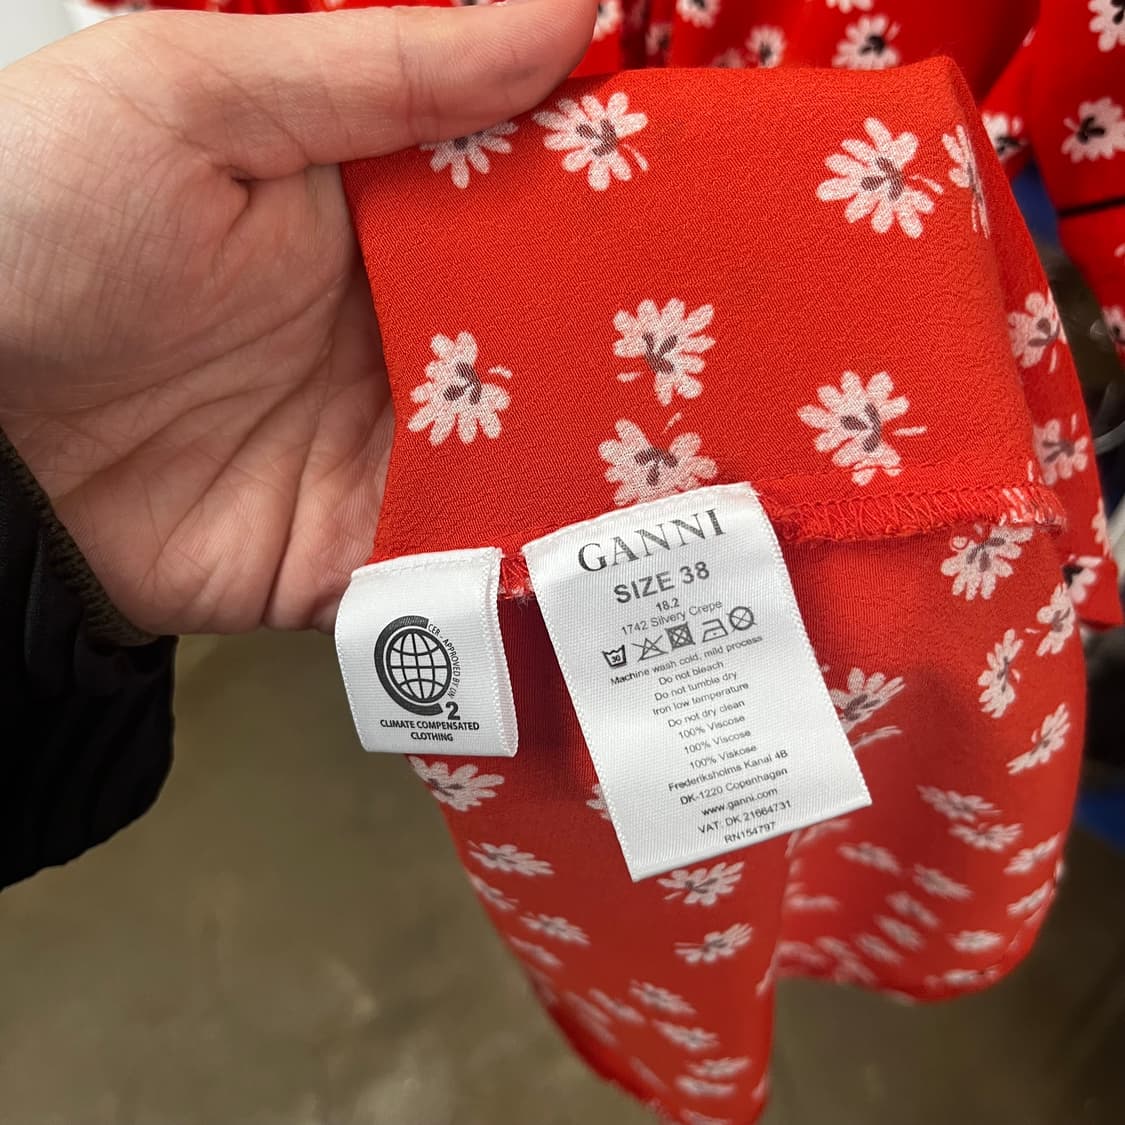 CER - APPROVED BY UN
2
CLIMATE COMPENSATED
CLOTHING
GANNI
SIZE 38
18.2
1742 Silvery Crepe
30
Machine wash cold, mild process
Do not bleach
Do not tumble dry
Iron low temperature
Do not dry clean
100% Viscose
100% Viscose
100% Viskose
Frederiksholms Kanal 4B
DK-1220 Copenhagen
www.ganni.com
VAT: DK 21664731
RN154797